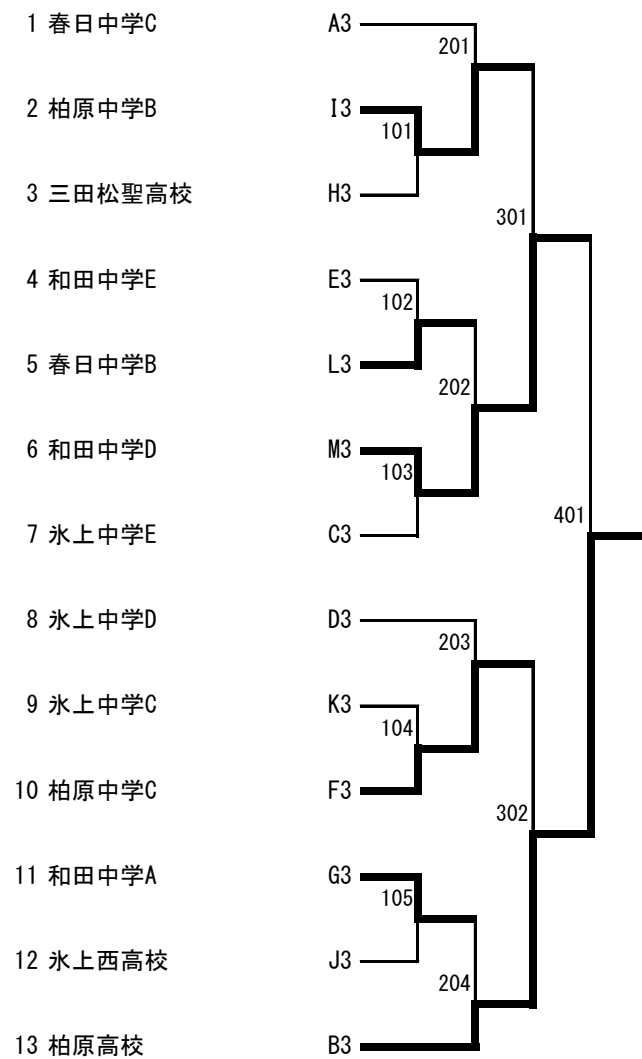 1 春日中学C A3
201
2 柏原中学B I3
101
3 三田松聖高校 H3
301
4 和田中学E E3
102
5 春日中学B L3
202
6 和田中学D M3
103
401
7 氷上中学E C3
8 氷上中学D D3
203
9 氷上中学C K3
104
10 柏原中学C F3
302
11 和田中学A G3
105
12 氷上西高校 J3
204
13 柏原高校 B3